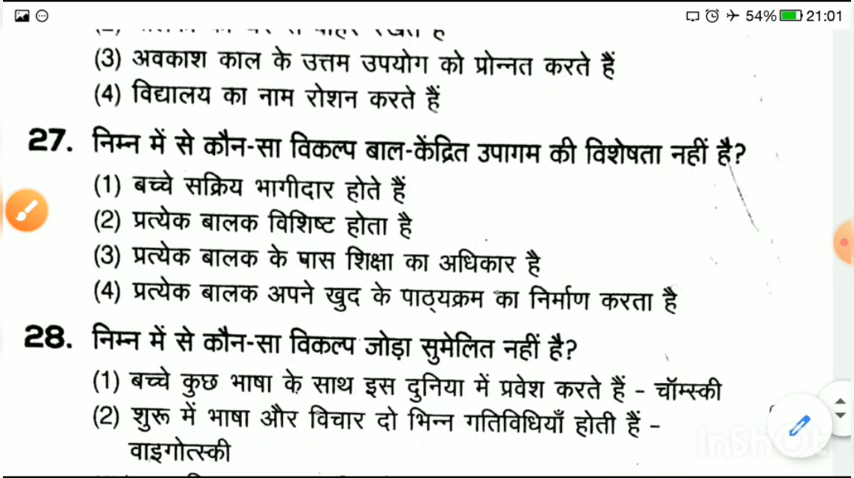 54% 21:01
(3) अवकाश काल के उत्तम उपयोग को प्रोन्नत करते हैं
(4) विद्यालय का नाम रोशन करते हैं
27. निम्न में से कौन-सा विकल्प बाल-केंद्रित उपागम की विशेषता नहीं है?
(1) बच्चे सक्रिय भागीदार होते हैं
(2) प्रत्येक बालक विशिष्ट होता है
(3) प्रत्येक बालक के पास शिक्षा का अधिकार है
(4) प्रत्येक बालक अपने खुद के पाठ्यक्रम का निर्माण करता है
28. निम्न में से कौन-सा विकल्प जोड़ा सुमेलित नहीं है?
(1) बच्चे कुछ भाषा के साथ इस दुनिया में प्रवेश करते हैं - चॉम्स्की
(2) शुरू में भाषा और विचार दो भिन्न गतिविधियाँ होती हैं -
वाइगोत्स्की
InShOt